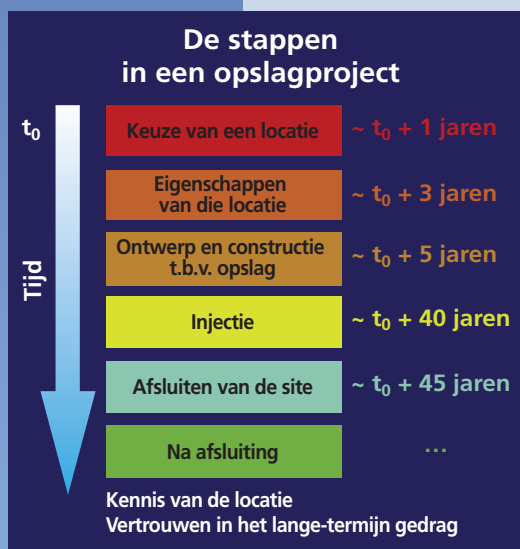 De stappen
in een opslagproject
t₀
Keuze van een locatie
~ t₀ + 1 jaren
Eigenschappen
van die locatie
~ t₀ + 3 jaren
Ontwerp en constructie
t.b.v. opslag
~ t₀ + 5 jaren
Tijd
Injectie
~ t₀ + 40 jaren
Afsluiten van de site
~ t₀ + 45 jaren
Na afsluiting
...
Kennis van de locatie
Vertrouwen in het lange-termijn gedrag